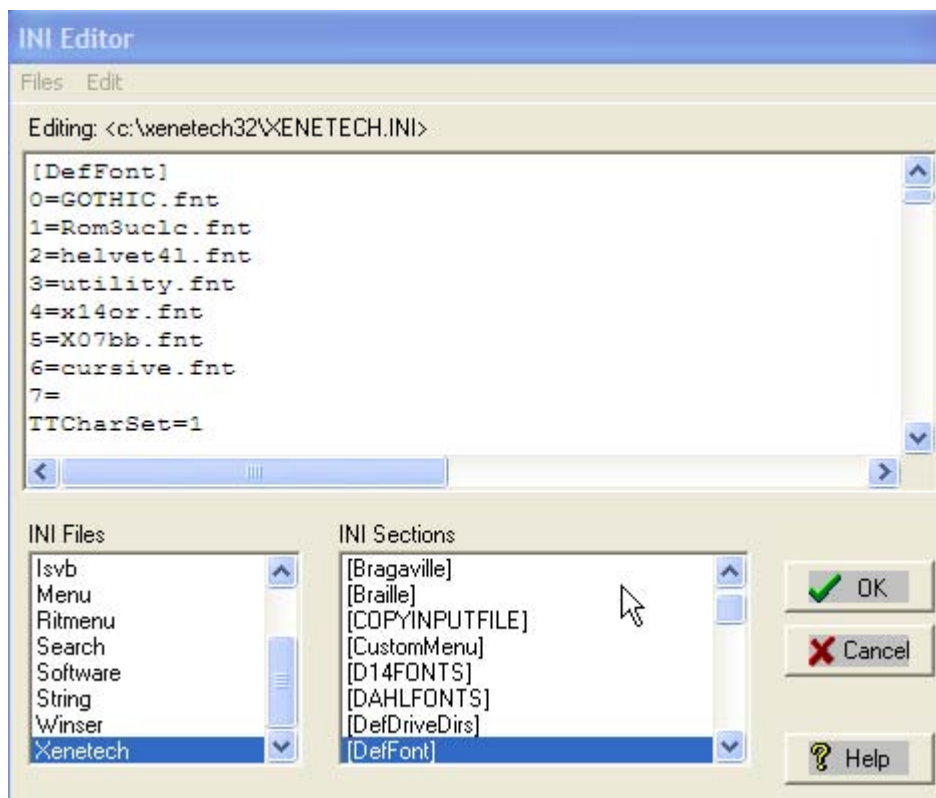 INI Editor
Files Edit
Editing: <c:\xenetech32\XENETECH.INI>
[DefFont]
0=GOTHIC.fnt
1=Rom3uclc.fnt
2=helvet4l.fnt
3=utility.fnt
4=x14or.fnt
5=X07bb.fnt
6=cursive.fnt
7=
TTCharSet=1
INI Files
Isvb
Menu
Ritmenu
Search
Software
String
Winser
Xenetech
INI Sections
[Bragaville]
[Braille]
[COPYINPUTFILE]
[CustomMenu]
[D14FONTS]
[DAHLFONTS]
[DefDriveDirs]
[DefFont]
OK
Cancel
Help